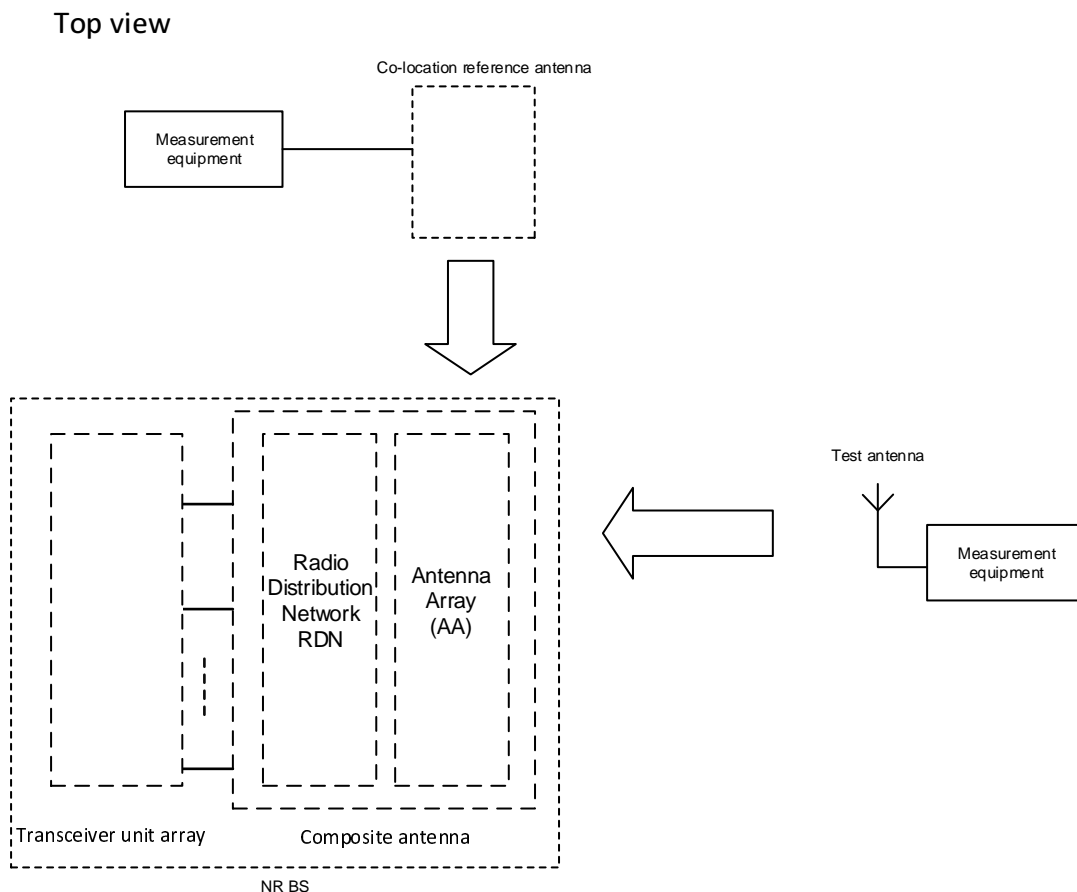 Top view
Co-location reference antenna
Measurement
equipment
Test antenna
Measurement
equipment
Radio
Distribution
Network
RDN
Antenna
Array
(AA)
Transceiver unit array
Composite antenna
NR BS